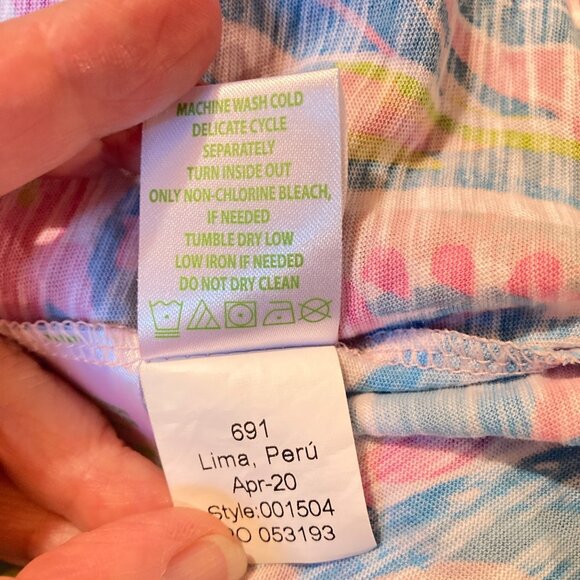 MACHINE WASH COLD
DELICATE CYCLE
SEPARATELY
TURN INSIDE OUT
ONLY NON-CHLORINE BLEACH,
IF NEEDED
TUMBLE DRY LOW
LOW IRON IF NEEDED
DO NOT DRY CLEAN
691
Lima, Perú
Apr-20
Style:001504
053193